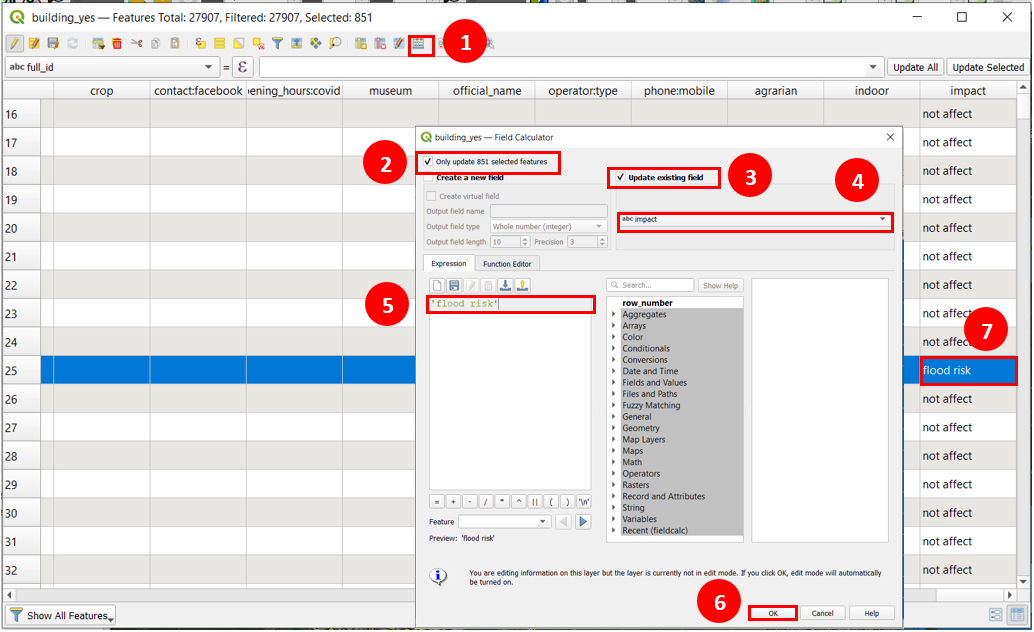 building_yes — Features Total: 27907, Filtered: 27907, Selected: 851
1
abc full_id
=
ε
Update All
Update Selected
crop
contact:facebook
pening_hours:covid
museum
official_name
operator:type
phone:mobile
agrarian
indoor
impact
16
not affect
17
not affect
18
not affect
19
not affect
20
not affect
21
not affect
22
not affect
23
not affe
24
not affect
25
flood risk
26
not affect
27
not affect
28
not affect
29
not affect
30
not affect
31
not affect
32
not affect
Show All Features
building_yes — Field Calculator
2
Only update 851 selected features
Create a new field
Create virtual field
Output field name
Output field type
Whole number (integer)
Output field length
10
Precision
3
3
Update existing field
4
abc impact
Expression
Function Editor
5
'flood risk'
Search...
Show Help
row_number
Aggregates
Arrays
Color
Conditionals
Conversions
Date and Time
Fields and Values
Files and Paths
Fuzzy Matching
General
Geometry
Map Layers
Maps
Math
Operators
Rasters
Record and Attributes
String
Variables
Recent (fieldcalc)
= + - / * ^ || ( ) '\n'
Feature
Preview: 'flood risk'
You are editing information on this layer but the layer is currently not in edit mode. If you click OK, edit mode will automatically
be turned on.
6
OK
Cancel
Help
7